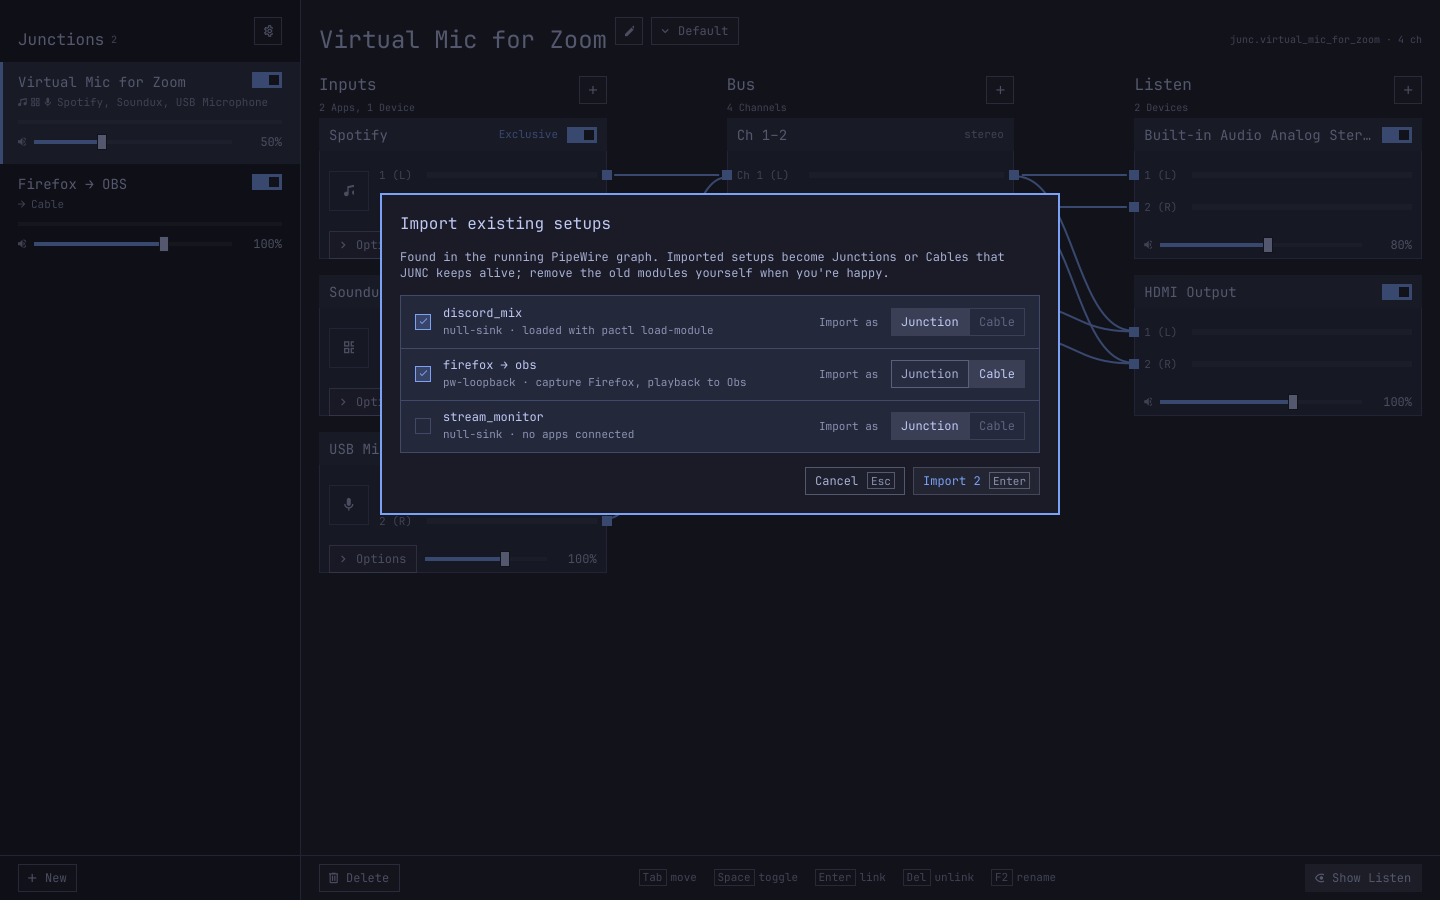 Junctions 2
Virtual Mic for Zoom
Spotify, Soundux, USB Microphone
50%
Firefox → OBS
→ Cable
100%
+ New
Virtual Mic for Zoom
Default
junc.virtual_mic_for_zoom · 4 ch
Inputs
2 Apps, 1 Device
Spotify
Exclusive
1 (L)
Opti
Soundu
Opti
USB Mi
2 (R)
Options
100%
Bus
4 Channels
Ch 1–2
stereo
Ch 1 (L)
Listen
2 Devices
Built-in Audio Analog Ster…
1 (L)
2 (R)
80%
HDMI Output
1 (L)
2 (R)
100%
Import existing setups
Found in the running PipeWire graph. Imported setups become Junctions or Cables that
JUNC keeps alive; remove the old modules yourself when you're happy.
discord_mix
null-sink · loaded with pactl load-module
Import as Junction Cable
firefox → obs
pw-loopback · capture Firefox, playback to Obs
Import as Junction Cable
stream_monitor
null-sink · no apps connected
Import as Junction Cable
Cancel Esc Import 2 Enter
Delete
Tab move Space toggle Enter link Del unlink F2 rename
Show Listen